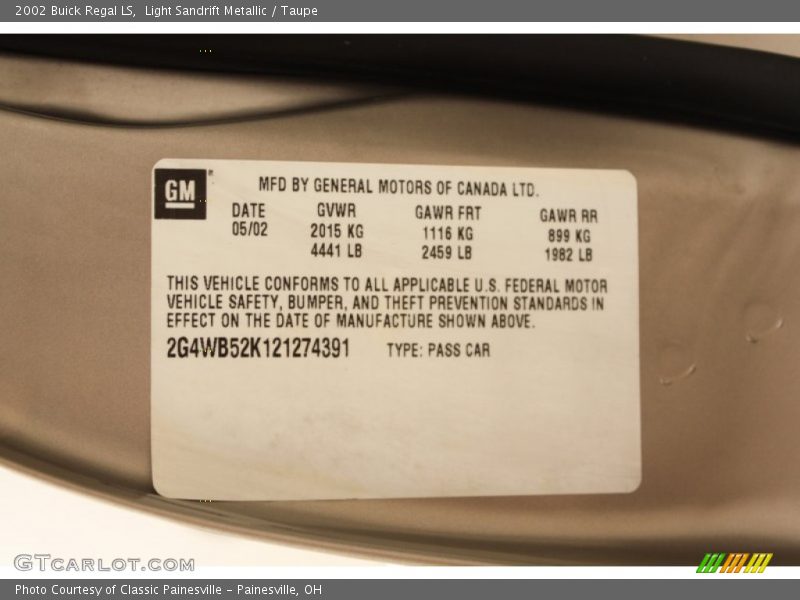 2002 Buick Regal LS,  Light Sandrift Metallic / Taupe
GM MFD BY GENERAL MOTORS OF CANADA LTD.
DATE GVWR GAWR FRT GAWR RR
05/02 2015 KG 1116 KG 899 KG
4441 LB 2459 LB 1982 LB
THIS VEHICLE CONFORMS TO ALL APPLICABLE U.S. FEDERAL MOTOR
VEHICLE SAFETY, BUMPER, AND THEFT PREVENTION STANDARDS IN
EFFECT ON THE DATE OF MANUFACTURE SHOWN ABOVE.
2G4WB52K121274391 TYPE: PASS CAR
GTCARLOT.COM
Photo Courtesy of Classic Painesville - Painesville, OH